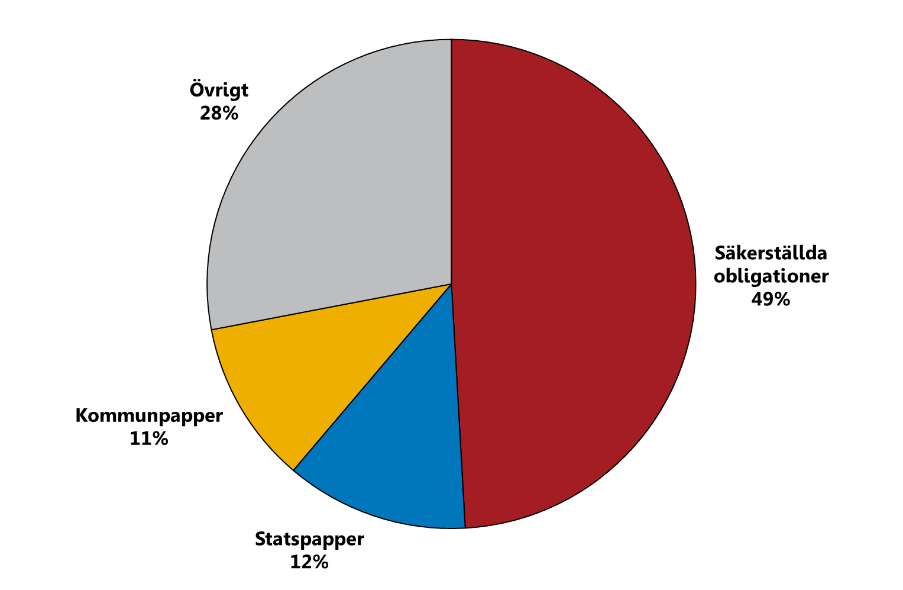 Övrigt
28%
Säkerställda
obligationer
49%
Kommunpapper
11%
Statspapper
12%